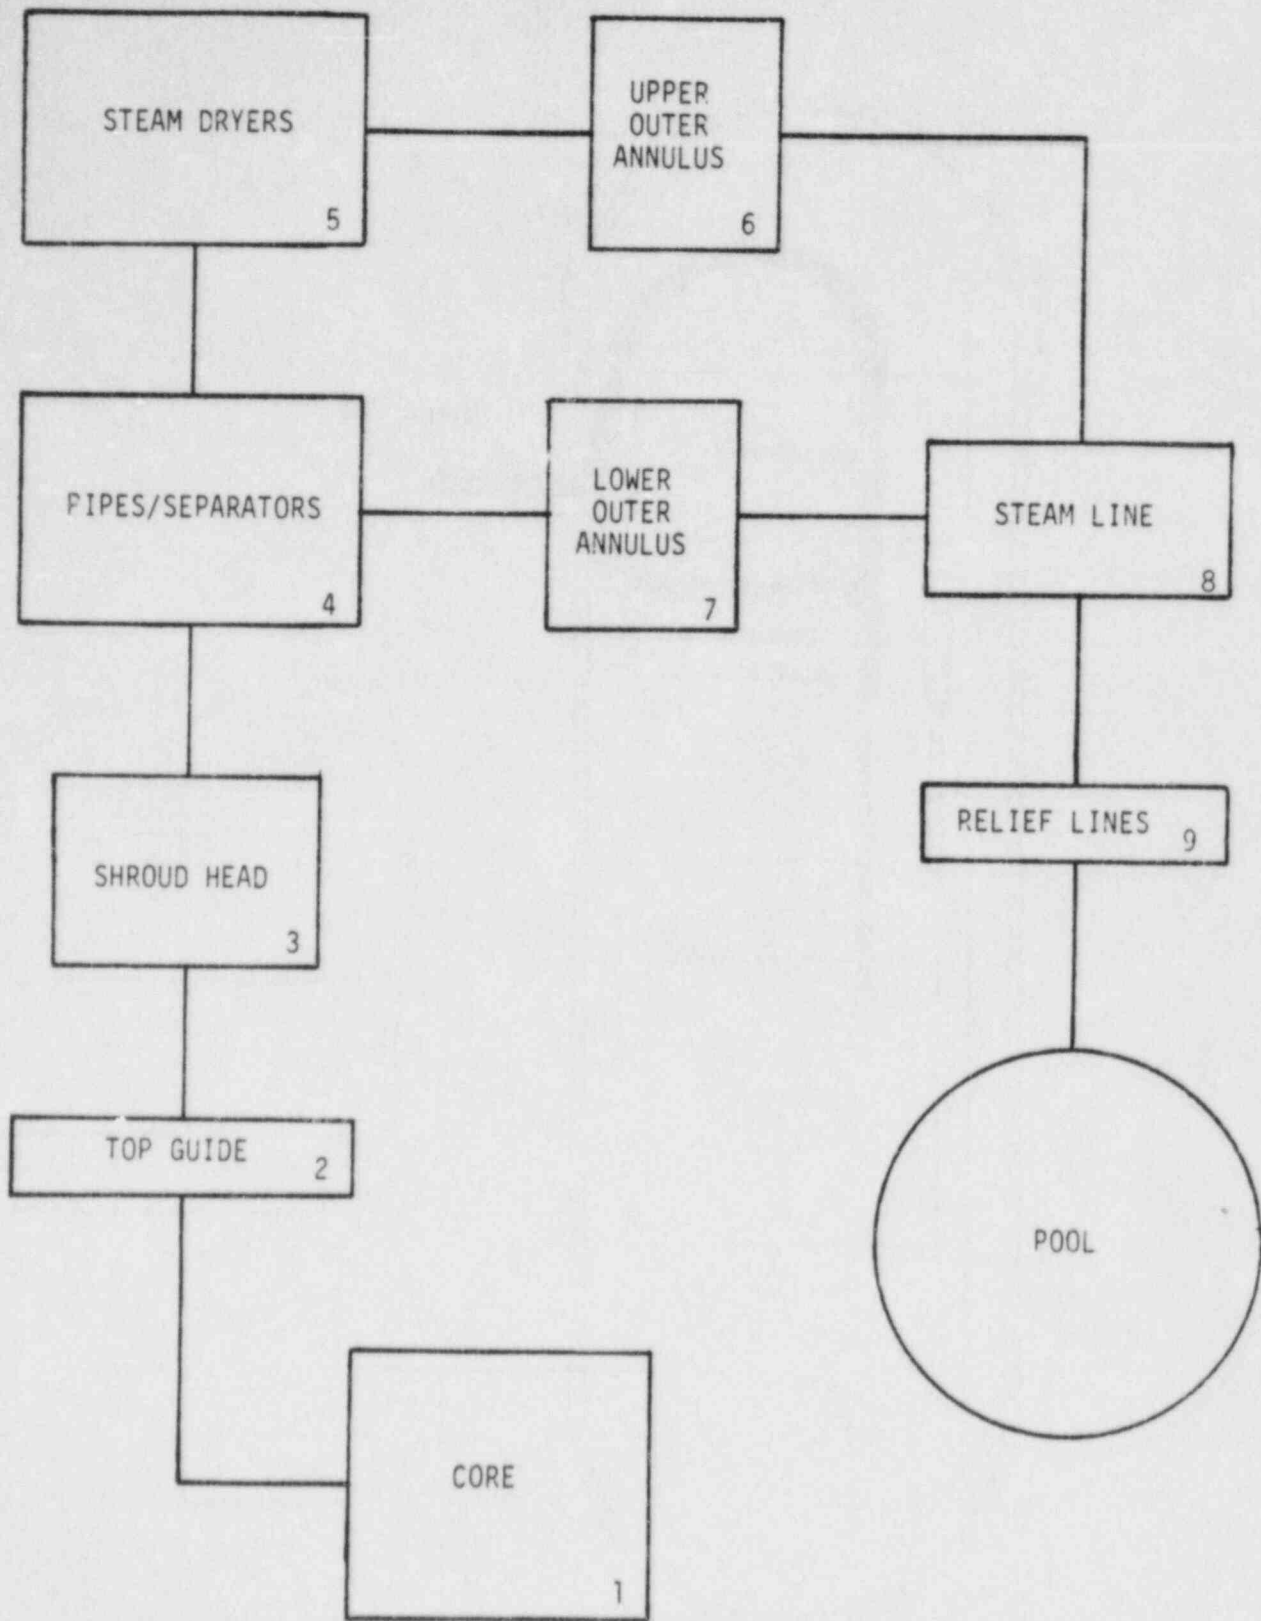 STEAM DRYERS
5
UPPER
OUTER
ANNULUS
6
PIPES/SEPARATORS
4
LOWER
OUTER
ANNULUS
7
STEAM LINE
8
SHROUD HEAD
3
RELIEF LINES 9
TOP GUIDE 2
POOL
CORE
1